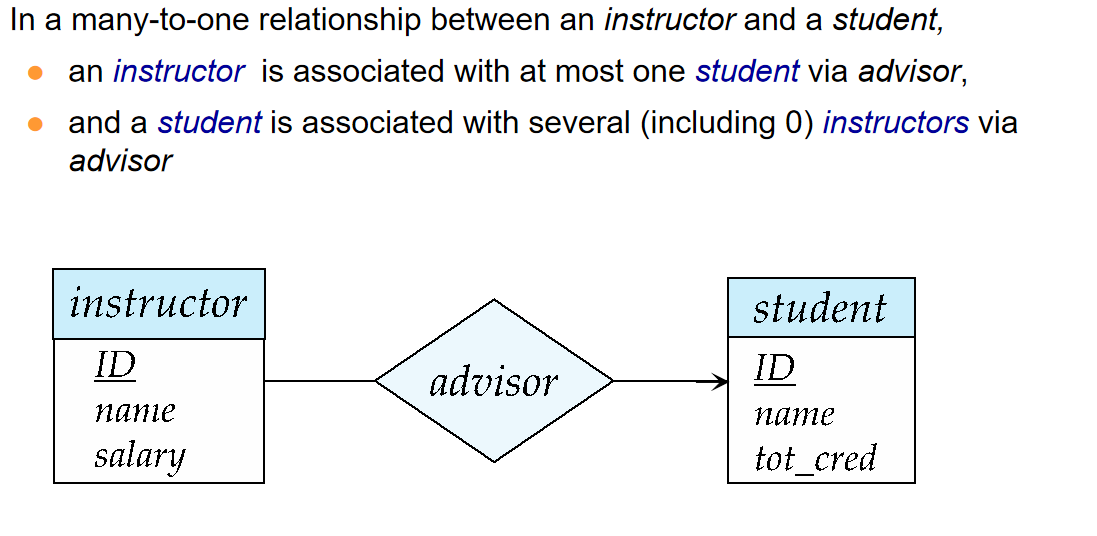 In a many-to-one relationship between an instructor and a student,
an instructor is associated with at most one student via advisor,
and a student is associated with several (including 0) instructors via
advisor
instructor
ID
name
salary
advisor
student
ID
name
tot_cred